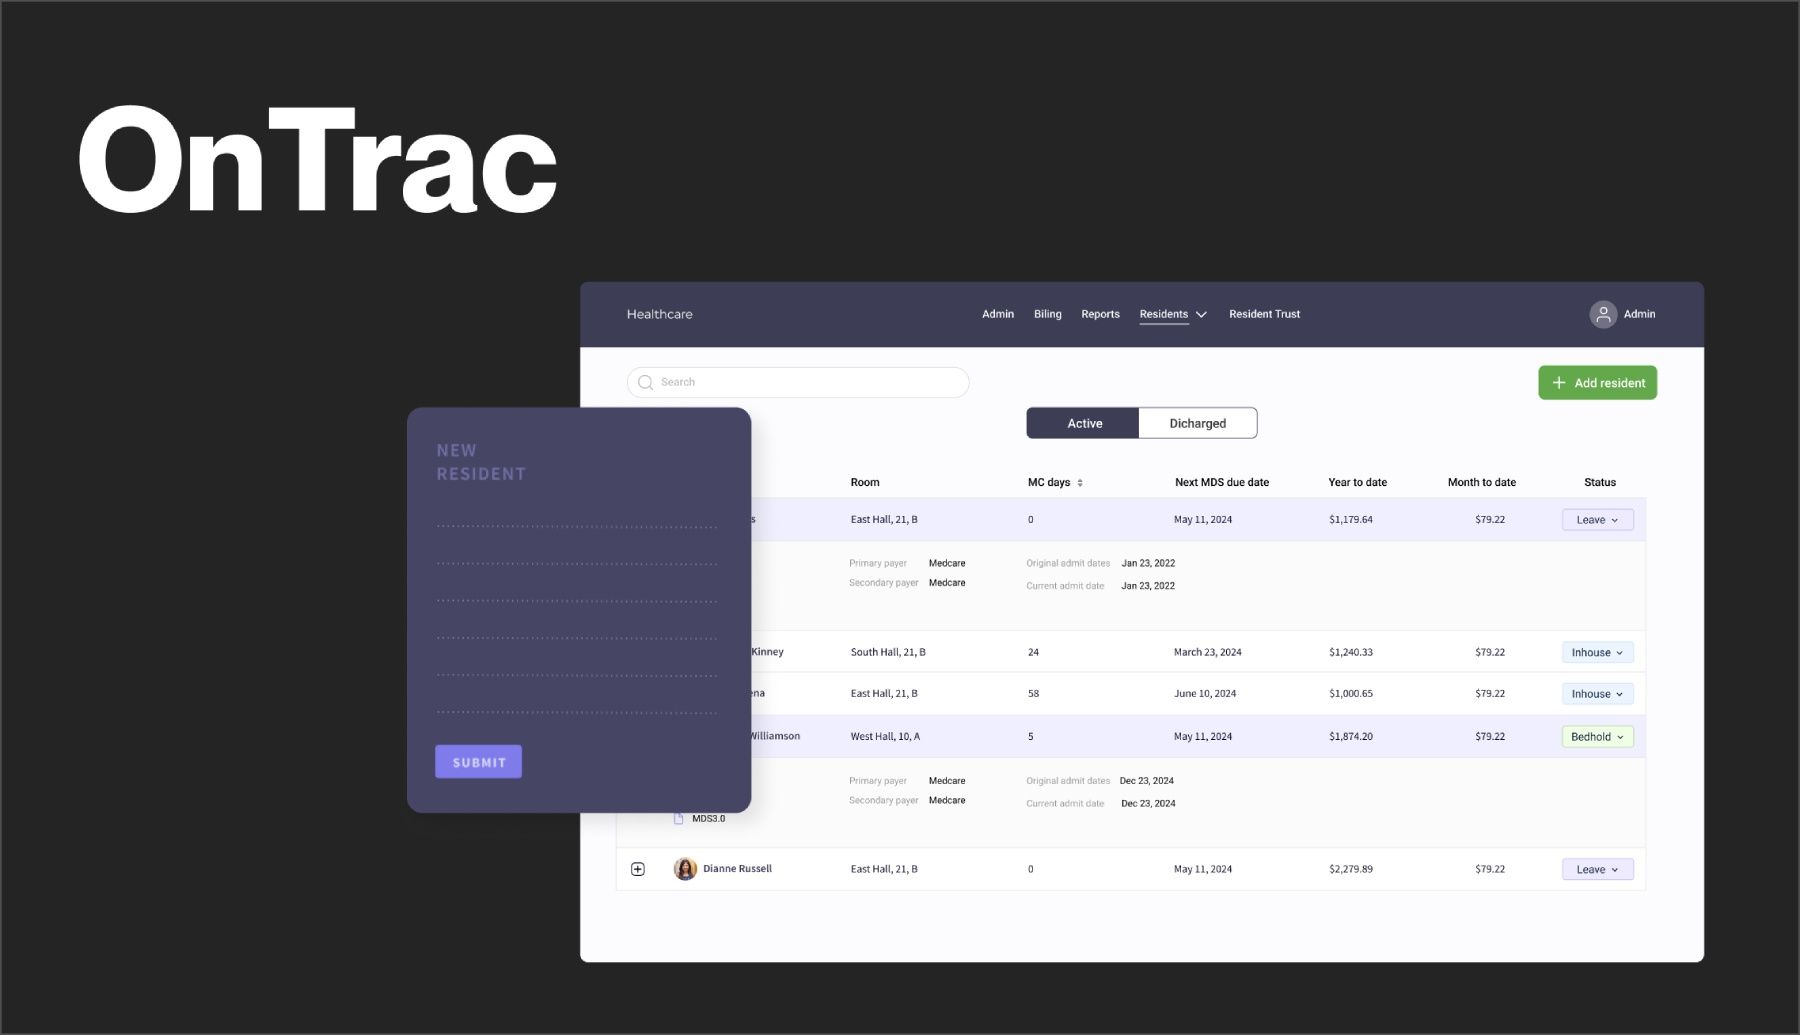 OnTrac
Healthcare
Admin Biling Reports Residents Resident Trust
Admin
Search
Add resident
Active Dicharged
NEW
RESIDENT
SUBMIT
Room MC days Next MDS due date Year to date Month to date Status
s East Hall, 21, B 0 May 11, 2024 $1,179.64 $79.22 Leave
Primary payer Medcare Original admit dates Jan 23, 2022
Secondary payer Medcare Current admit date Jan 23, 2022
Kinney South Hall, 21, B 24 March 23, 2024 $1,240.33 $79.22 Inhouse
ena East Hall, 21, B 58 June 10, 2024 $1,000.65 $79.22 Inhouse
Williamson West Hall, 10, A 5 May 11, 2024 $1,874.20 $79.22 Bedhold
Primary payer Medcare Original admit dates Dec 23, 2024
Secondary payer Medcare Current admit date Dec 23, 2024
MDS3.0
Dianne Russell East Hall, 21, B 0 May 11, 2024 $2,279.89 $79.22 Leave